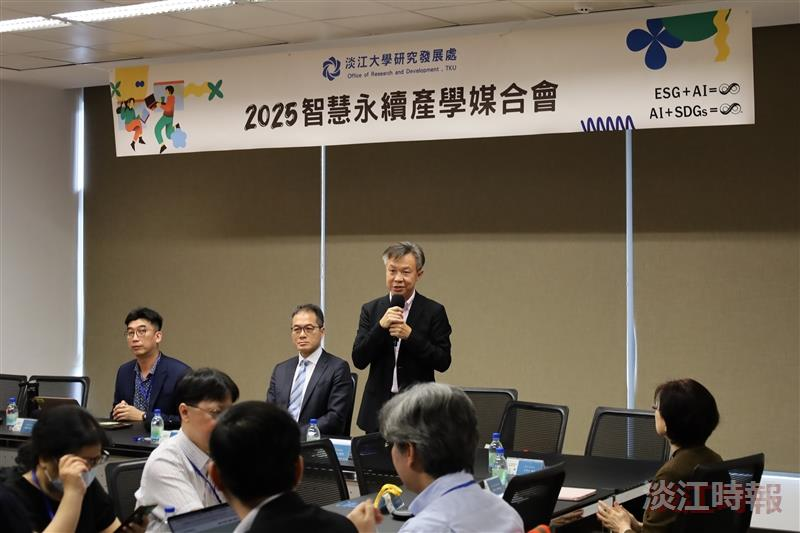 淡江大學研究發展處
Office of Research and Development , TKU
2025智慧永續產學媒合會
ESG+AI=
AI+SDGs=
淡江時報